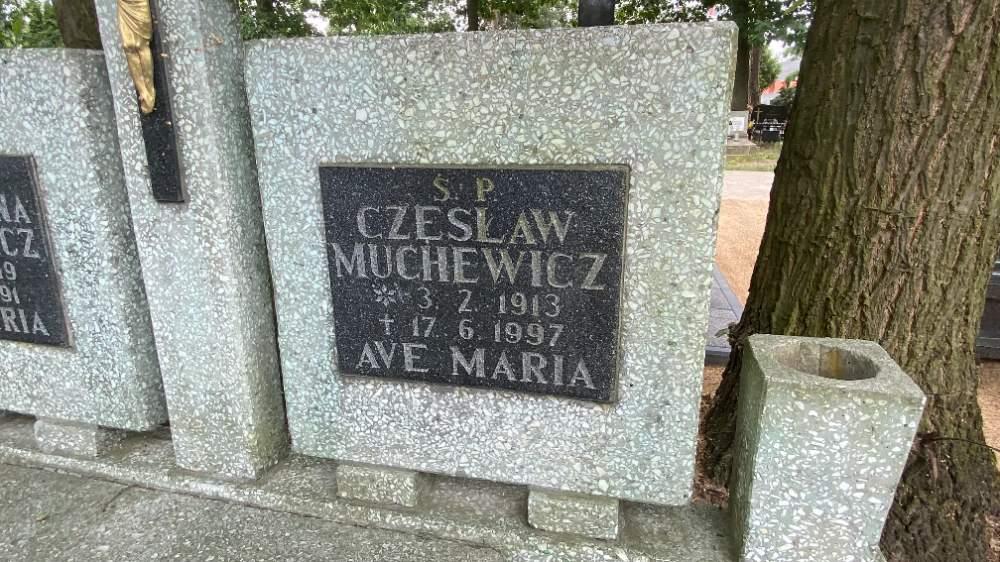 Ś. P.
CZESŁAW
MUCHEWICZ
* 3. 2. 1913
† 17. 6. 1997
AVE MARIA